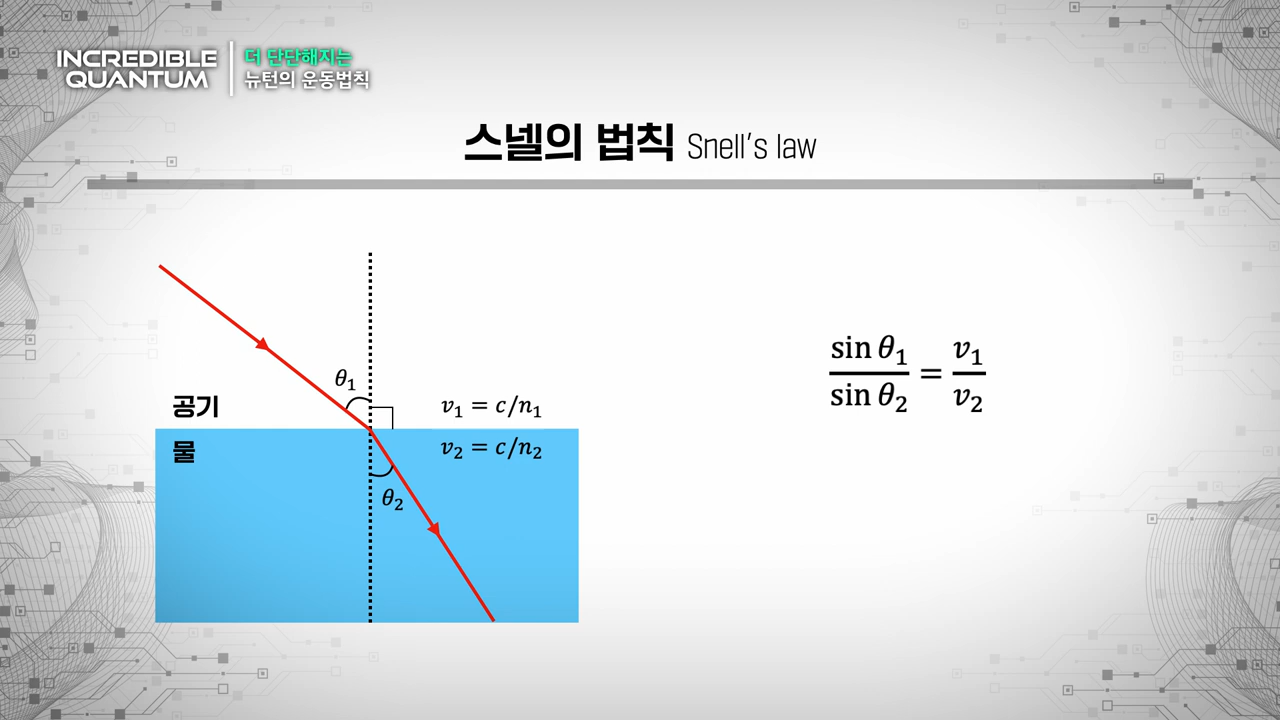 INCREDIBLE
QUANTUM
더 단단해지는
뉴턴의 운동법칙
스넬의 법칙 Snell's law
θ₁
공기
v₁ = c/n₁
물
v₂ = c/n₂
θ₂
sin θ₁ / sin θ₂ = v₁ / v₂